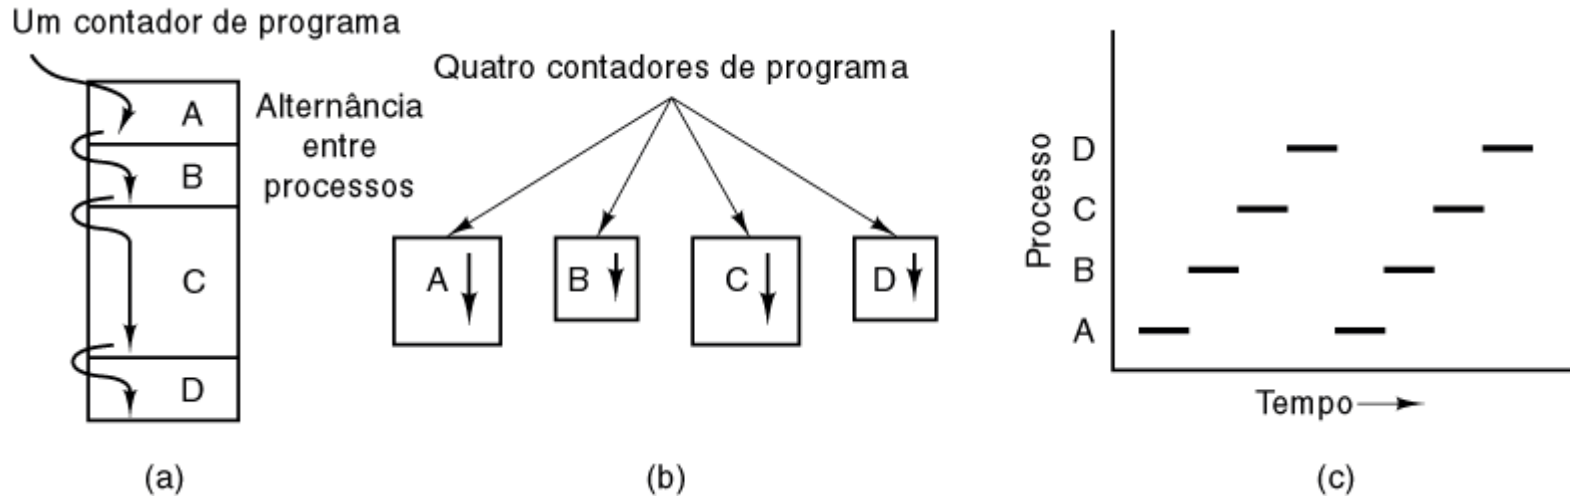 Um contador de programa
A
B
C
D
Alternância
entre
processos
(a)
Quatro contadores de programa
A
B
C
D
(b)
Processo
D
C
B
A
Tempo
(c)